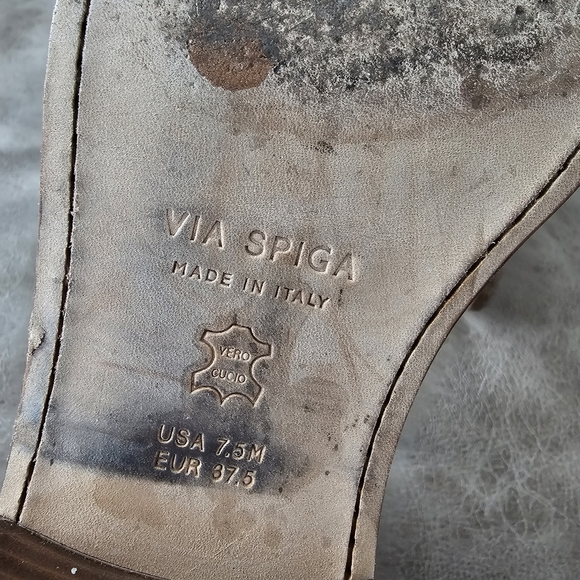 VIA SPIGA
MADE IN ITALY
VERO
CUOIO
USA 7.5M
EUR 37.5